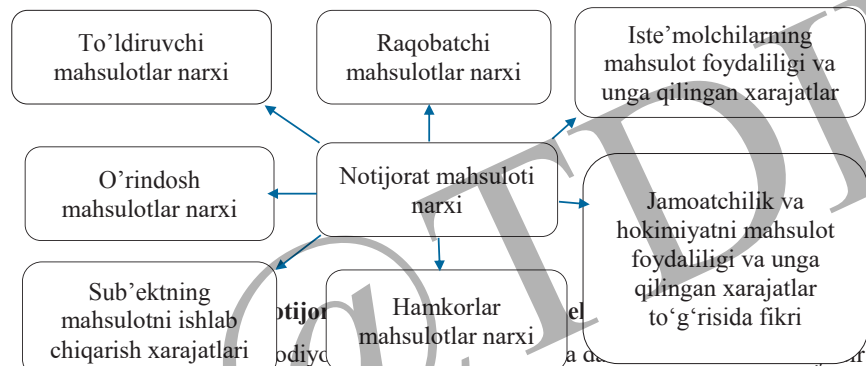 To’ldiruvchi
mahsulotlar narxi
Raqobatchi
mahsulotlar narxi
Iste’molchilarning
mahsulot foydaliligi va
unga qilingan xarajatlar
O’rindosh
mahsulotlar narxi
Notijorat mahsuloti
narxi
Jamoatchilik va
hokimiyatni mahsulot
foydaliligi va unga
qilingan xarajatlar
to‘g‘risida fikri
Sub’ektning
mahsulotni ishlab
chiqarish xarajatlari
Hamkorlar
mahsulotlar narxi